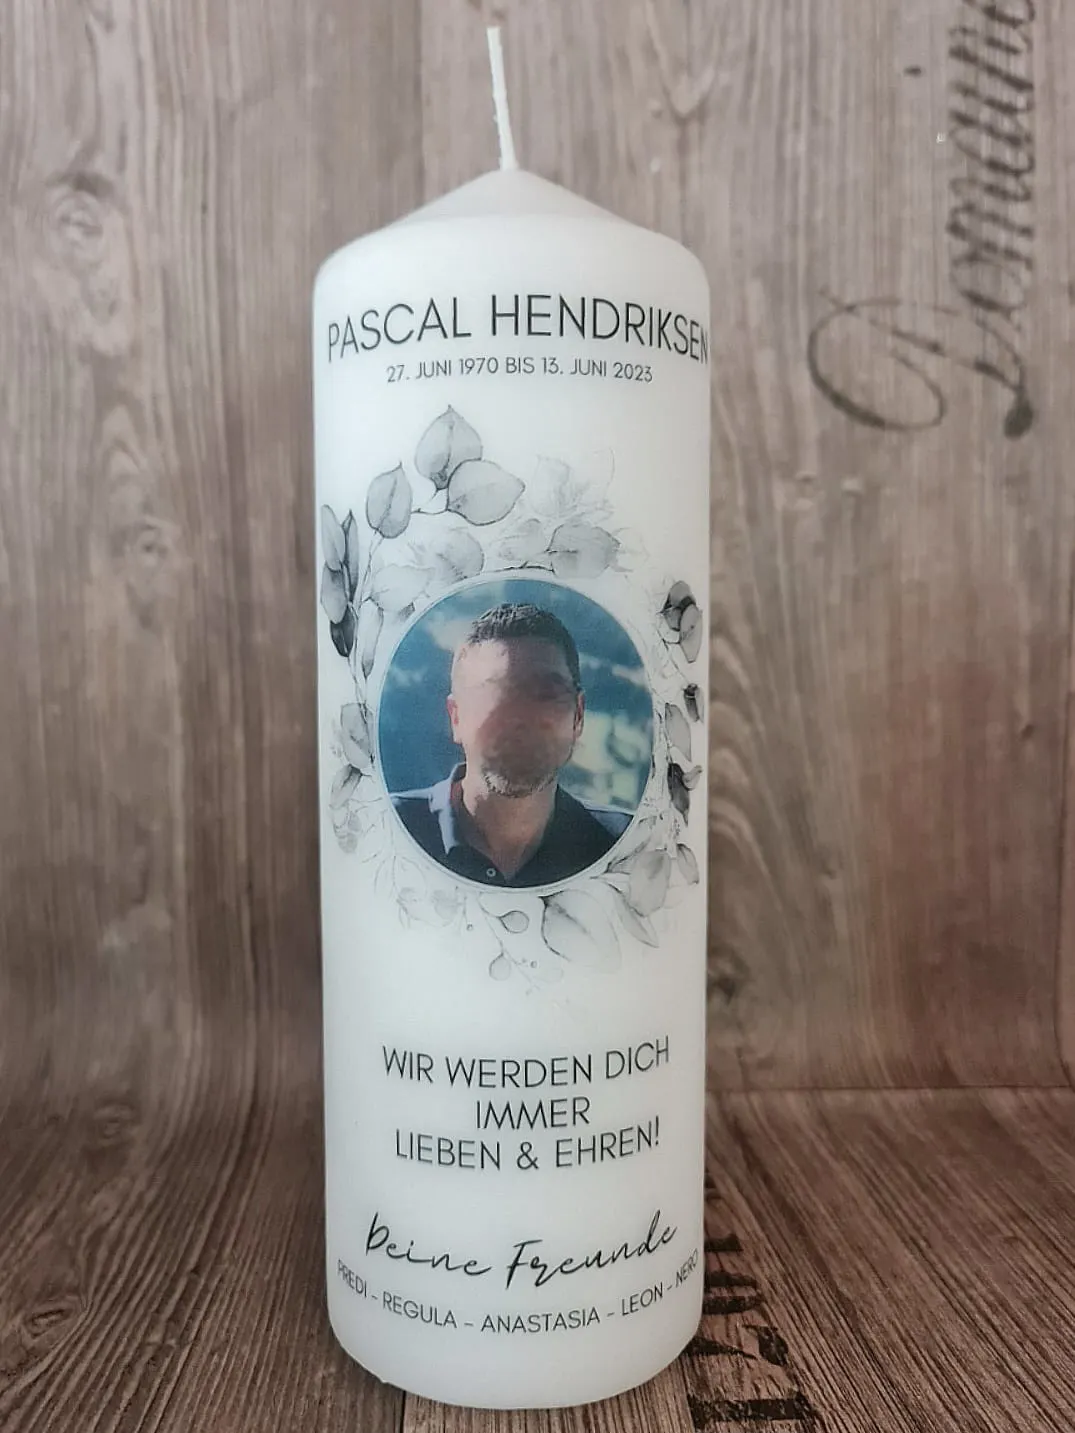 PASCAL HENDRIKSEN
27. JUNI 1970 BIS 13. JUNI 2023
WIR WERDEN DICH
IMMER
LIEBEN & EHREN!
Deine Freunde
PREDI - REGULA - ANASTASIA - LEON - NERO